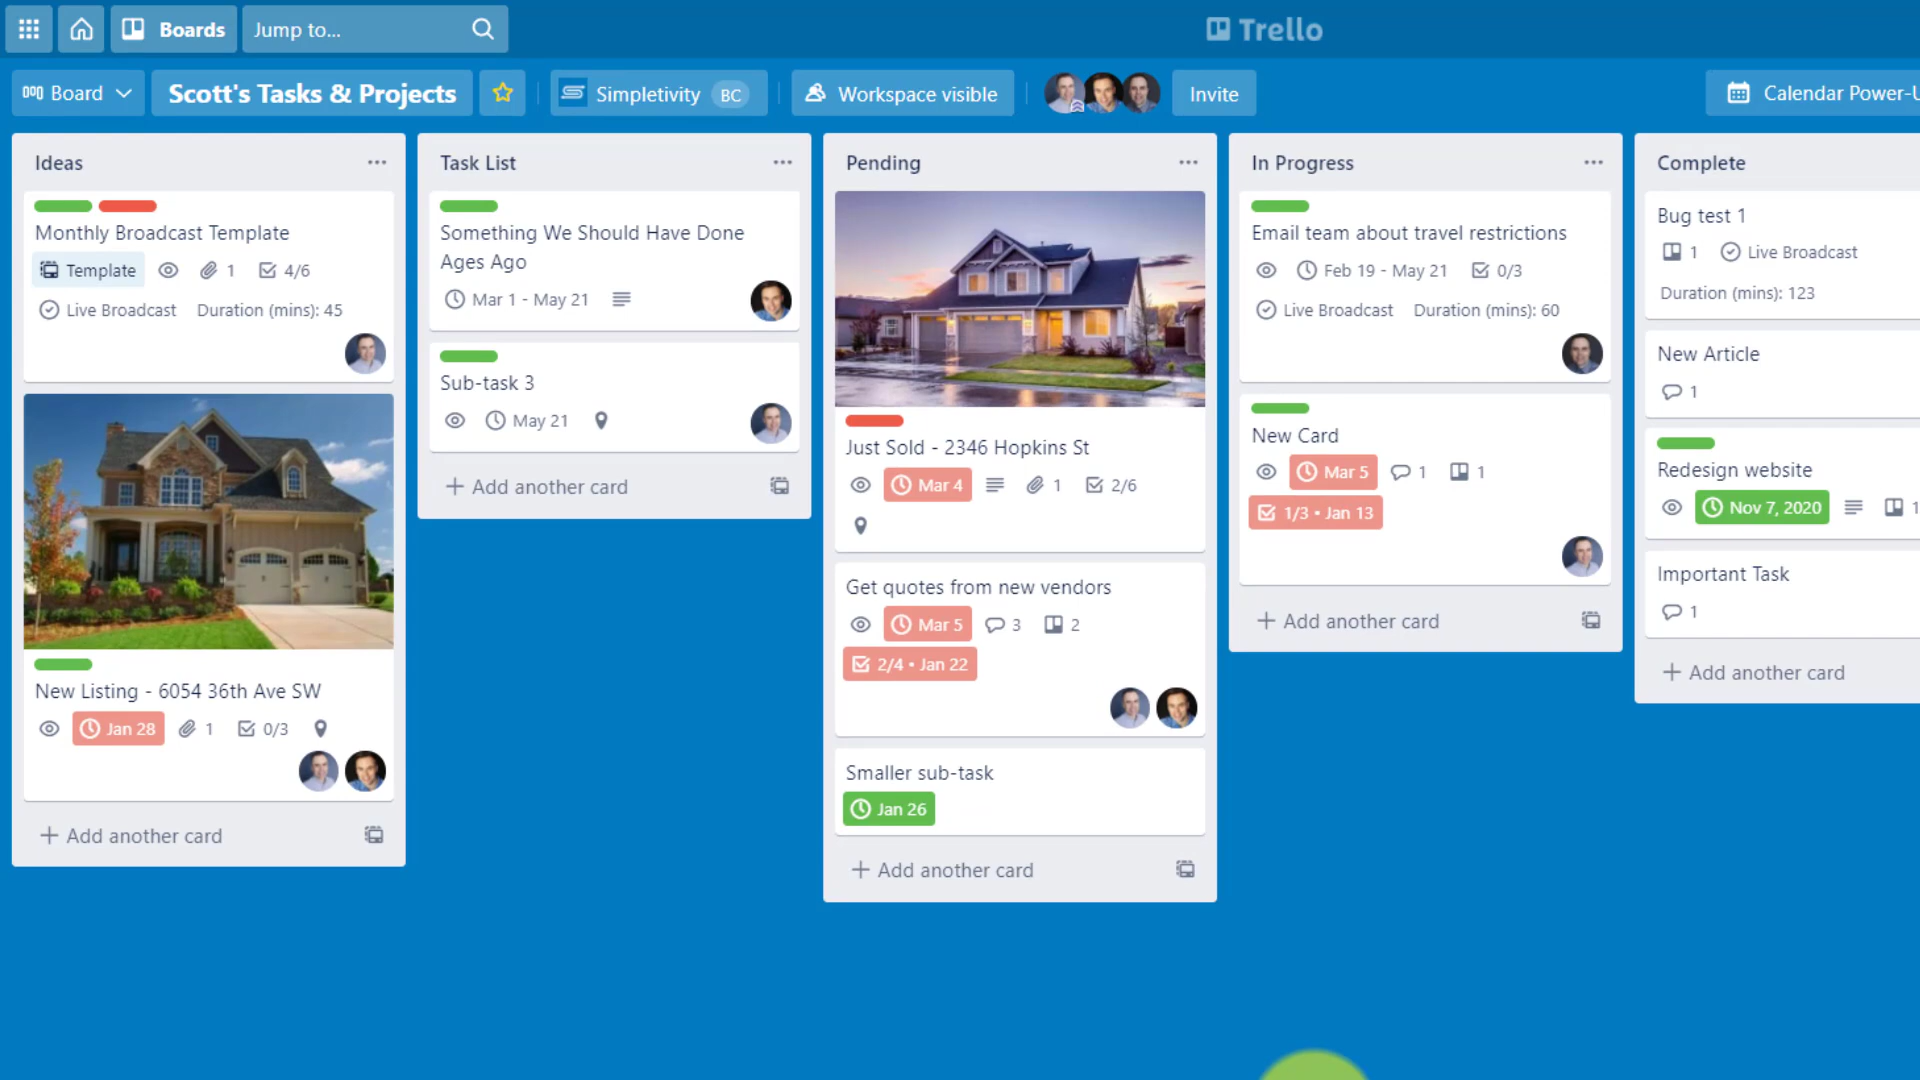 Boards
Jump to...
Trello
Board
Scott's Tasks & Projects
Simpletivity BC
Workspace visible
Invite
Calendar Power-U
Ideas
Monthly Broadcast Template
Template 1 4/6
Live Broadcast Duration (mins): 45
New Listing - 6054 36th Ave SW
Jan 28 1 0/3
+ Add another card
Task List
Something We Should Have Done
Ages Ago
Mar 1 - May 21
Sub-task 3
May 21
+ Add another card
Pending
Just Sold - 2346 Hopkins St
Mar 4 1 2/6
Get quotes from new vendors
Mar 5 3 2
2/4 • Jan 22
Smaller sub-task
Jan 26
+ Add another card
In Progress
Email team about travel restrictions
Feb 19 - May 21 0/3
Live Broadcast Duration (mins): 60
New Card
Mar 5 1 1
1/3 • Jan 13
+ Add another card
Complete
Bug test 1
1 Live Broadcast
Duration (mins): 123
New Article
1
Redesign website
Nov 7, 2020 1
Important Task
1
+ Add another card